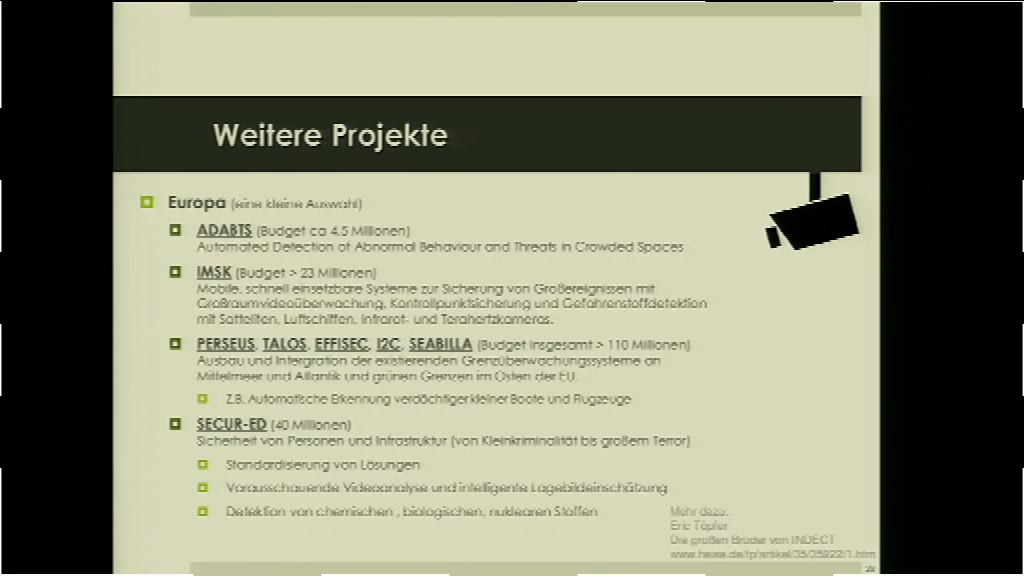 Weitere Projekte
Europa (eine kleine Auswahl)
ADABTS (Budget ca 4.5 Millionen)
Automated Detection of Abnormal Behaviour and Threats in Crowded Spaces
IMSK (Budget > 23 Millionen)
Mobile, schnell einsetzbare Systeme zur Sicherung von Großereignissen mit
Großraumvideoüberwachung, Kontrollpunktsicherung und Gefahrenstoffdetektion
mit Satteliten, Luftschiffen, Infrarot- und Terahertzkameras.
PERSEUS, TALOS, EFFISEC, I2C, SEABILLA (Budget insgesamt > 110 Millionen)
Ausbau und Intergration der existierenden Grenzüberwachungssysteme an
Mittelmeer und Atlantik und grünen Grenzen im Osten der EU.
Z.B. Automatische Erkennung verdächtiger kleiner Boote und Flugzeuge
SECUR-ED (40 Millionen)
Sicherheit von Personen und Infrastruktur (von Kleinkriminalität bis großem Terror)
Standardisierung von Lösungen
Vorausschauende Videoanalyse und intelligente Lagebildeinschätzung
Detektion von chemischen , biologischen, nuklearen Stoffen
Mehr dazu:
Eric Töpfer
Die großen Brüder von INDECT
www.heise.de/tp/artikel/35/35922/1.htm